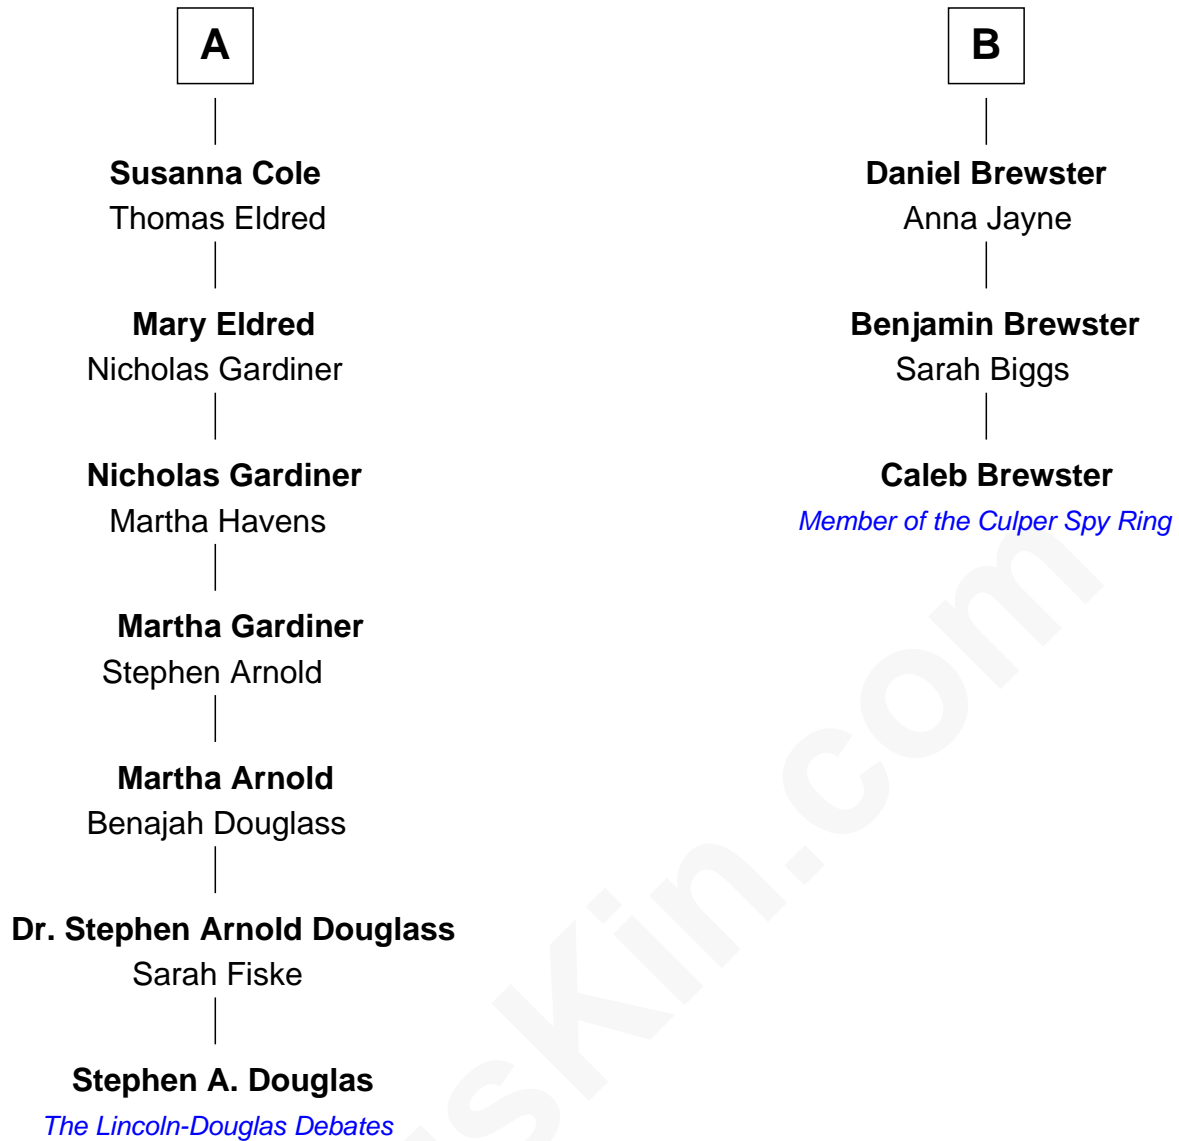 A
Susanna Cole
Thomas Eldred
Mary Eldred
Nicholas Gardiner
Nicholas Gardiner
Martha Havens
Martha Gardiner
Stephen Arnold
Martha Arnold
Benajah Douglass
Dr. Stephen Arnold Douglass
Sarah Fiske
Stephen A. Douglas
The Lincoln-Douglas Debates
B
Daniel Brewster
Anna Jayne
Benjamin Brewster
Sarah Biggs
Caleb Brewster
Member of the Culper Spy Ring